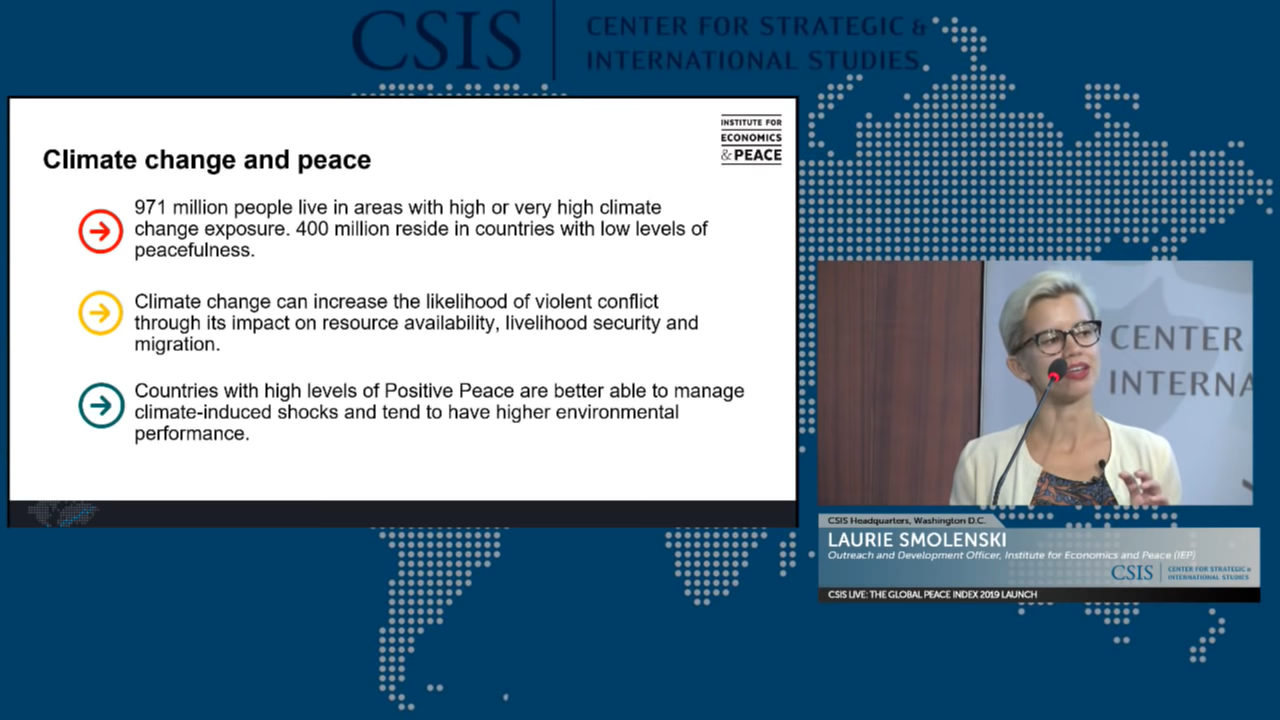 CSIS
CENTER FOR STRATEGIC &
INTERNATIONAL STUDIES
INSTITUTE FOR
ECONOMICS
& PEACE
Climate change and peace
971 million people live in areas with high or very high climate
change exposure. 400 million reside in countries with low levels of
peacefulness.
Climate change can increase the likelihood of violent conflict
through its impact on resource availability, livelihood security and
migration.
Countries with high levels of Positive Peace are better able to manage
climate-induced shocks and tend to have higher environmental
performance.
CENTER
INTERNA
CSIS Headquarters, Washington D.C.
LAURIE SMOLENSKI
Outreach and Development Officer, Institute for Economics and Peace (IEP)
CSIS
CENTER FOR STRATEGIC &
INTERNATIONAL STUDIES
CSIS LIVE: THE GLOBAL PEACE INDEX 2019 LAUNCH